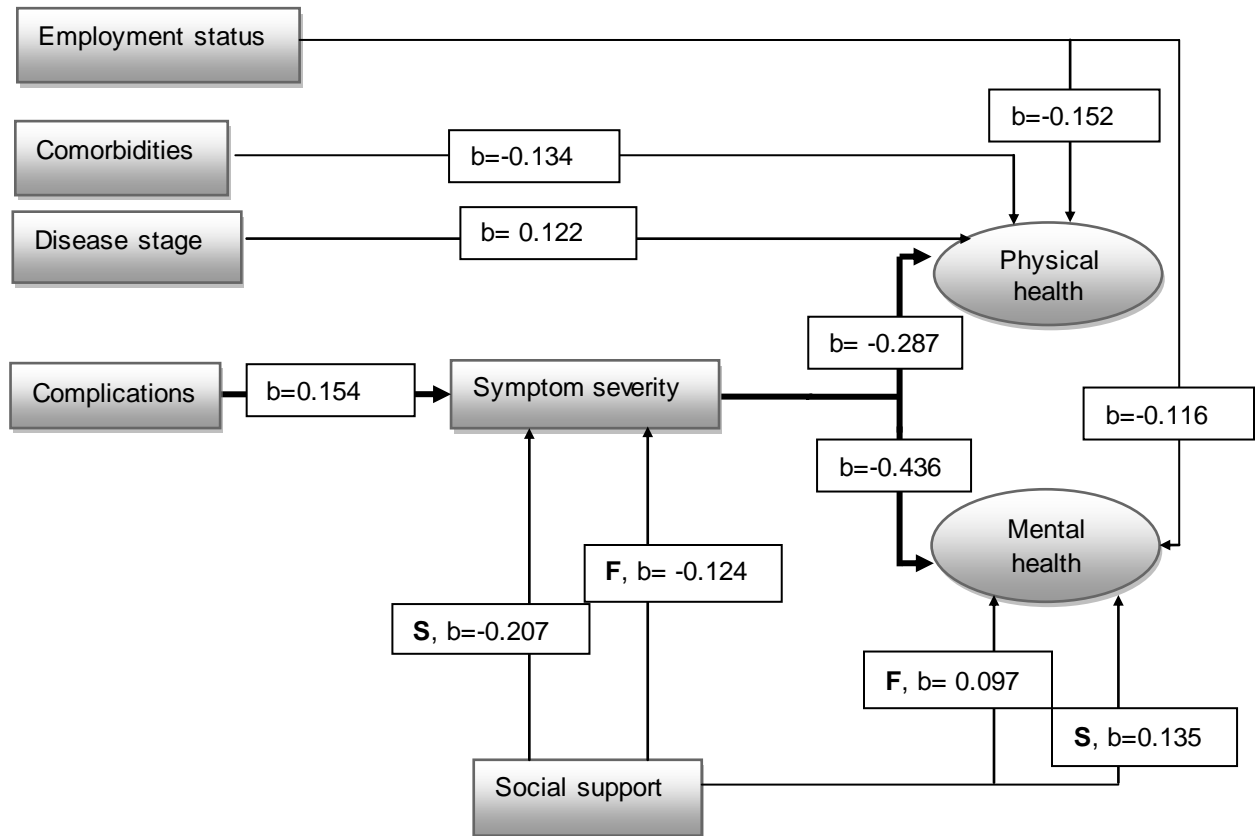 Employment status
b=-0.152
Comorbidities
b=-0.134
Disease stage
b= 0.122
Physical
health
b= -0.287
Complications
b=0.154
Symptom severity
b=-0.116
b=-0.436
Mental
health
F, b= -0.124
S, b=-0.207
F, b= 0.097
S, b=0.135
Social support